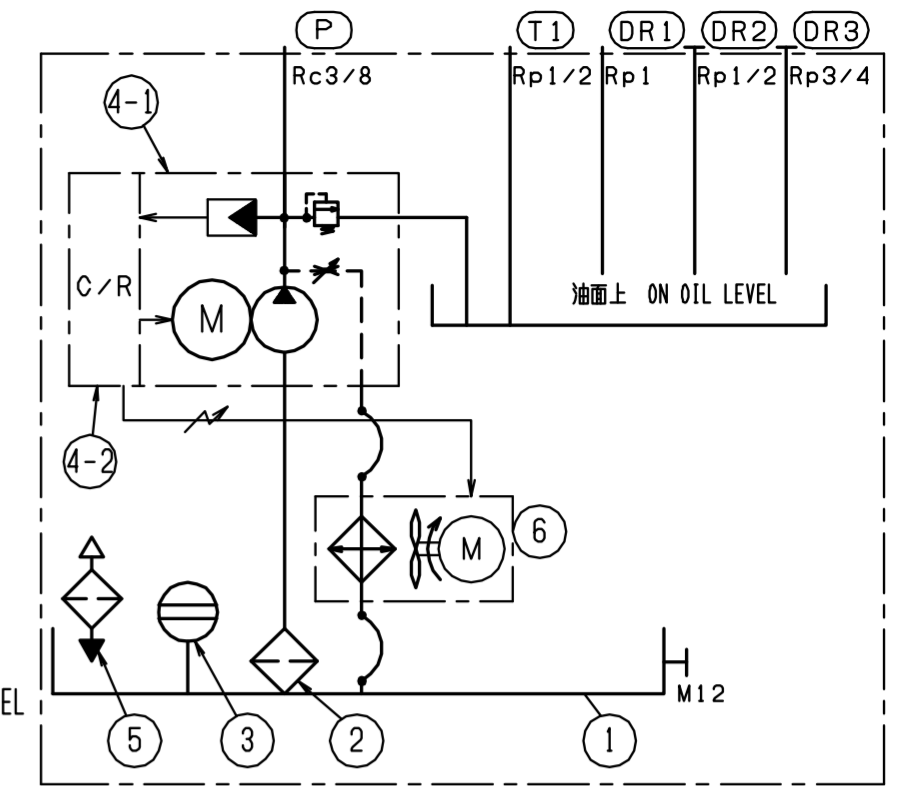 P T1 DR1 DR2 DR3
Rc3/8 Rp1/2 Rp1 Rp1/2 Rp3/4
4-1
C/R
M
油面上 ON OIL LEVEL
4-2
6
M
EL
M12
5 3 2 1